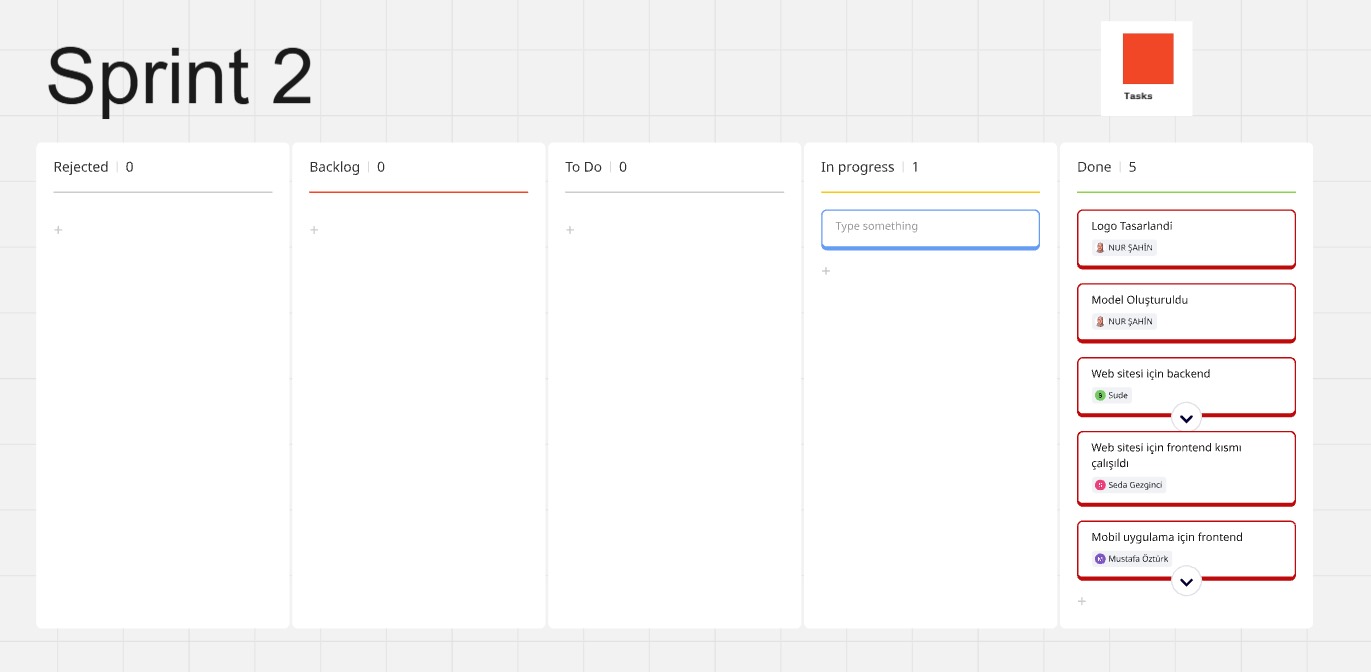 Sprint 2
Tasks
Rejected 0
Backlog 0
To Do 0
In progress 1
Type something
Done 5
Logo Tasarlandi
NUR ŞAHİN
Model Oluşturuldu
NUR ŞAHİN
Web sitesi için backend
Sude
Web sitesi için frontend kısmı
çalışıldı
Seda Gezginci
Mobil uygulama için frontend
Mustafa Öztürk